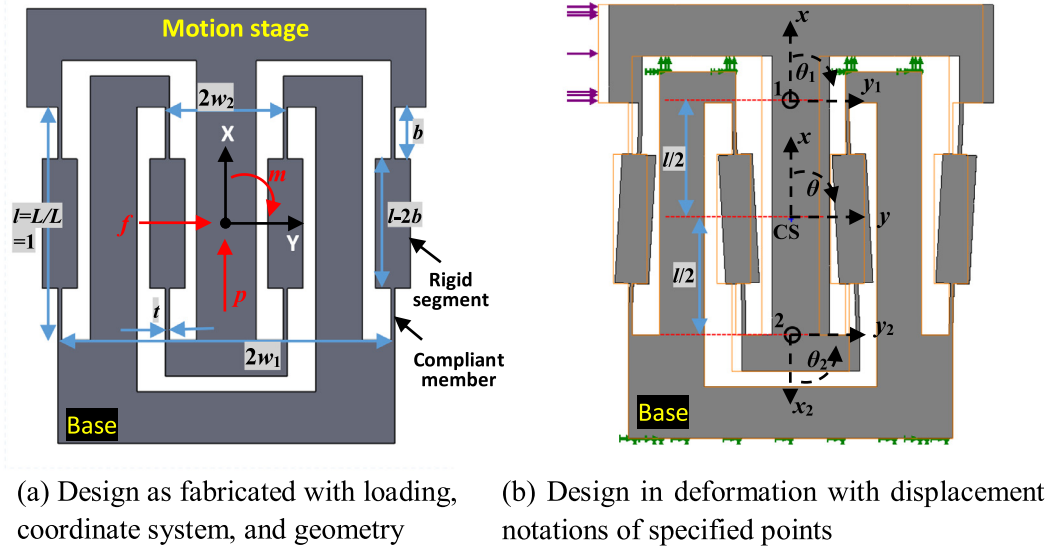 Motion stage
2w₂
X
b
m
l=L/L
=1
f
Y
l-2b
p
Rigid
segment
t
2w₁
Compliant
member
Base
x
θ₁
1
y₁
x
l/2
θ
CS
y
l/2
2
y₂
θ₂
x₂
Base
(a) Design as fabricated with loading,
coordinate system, and geometry
(b) Design in deformation with displacement
notations of specified points